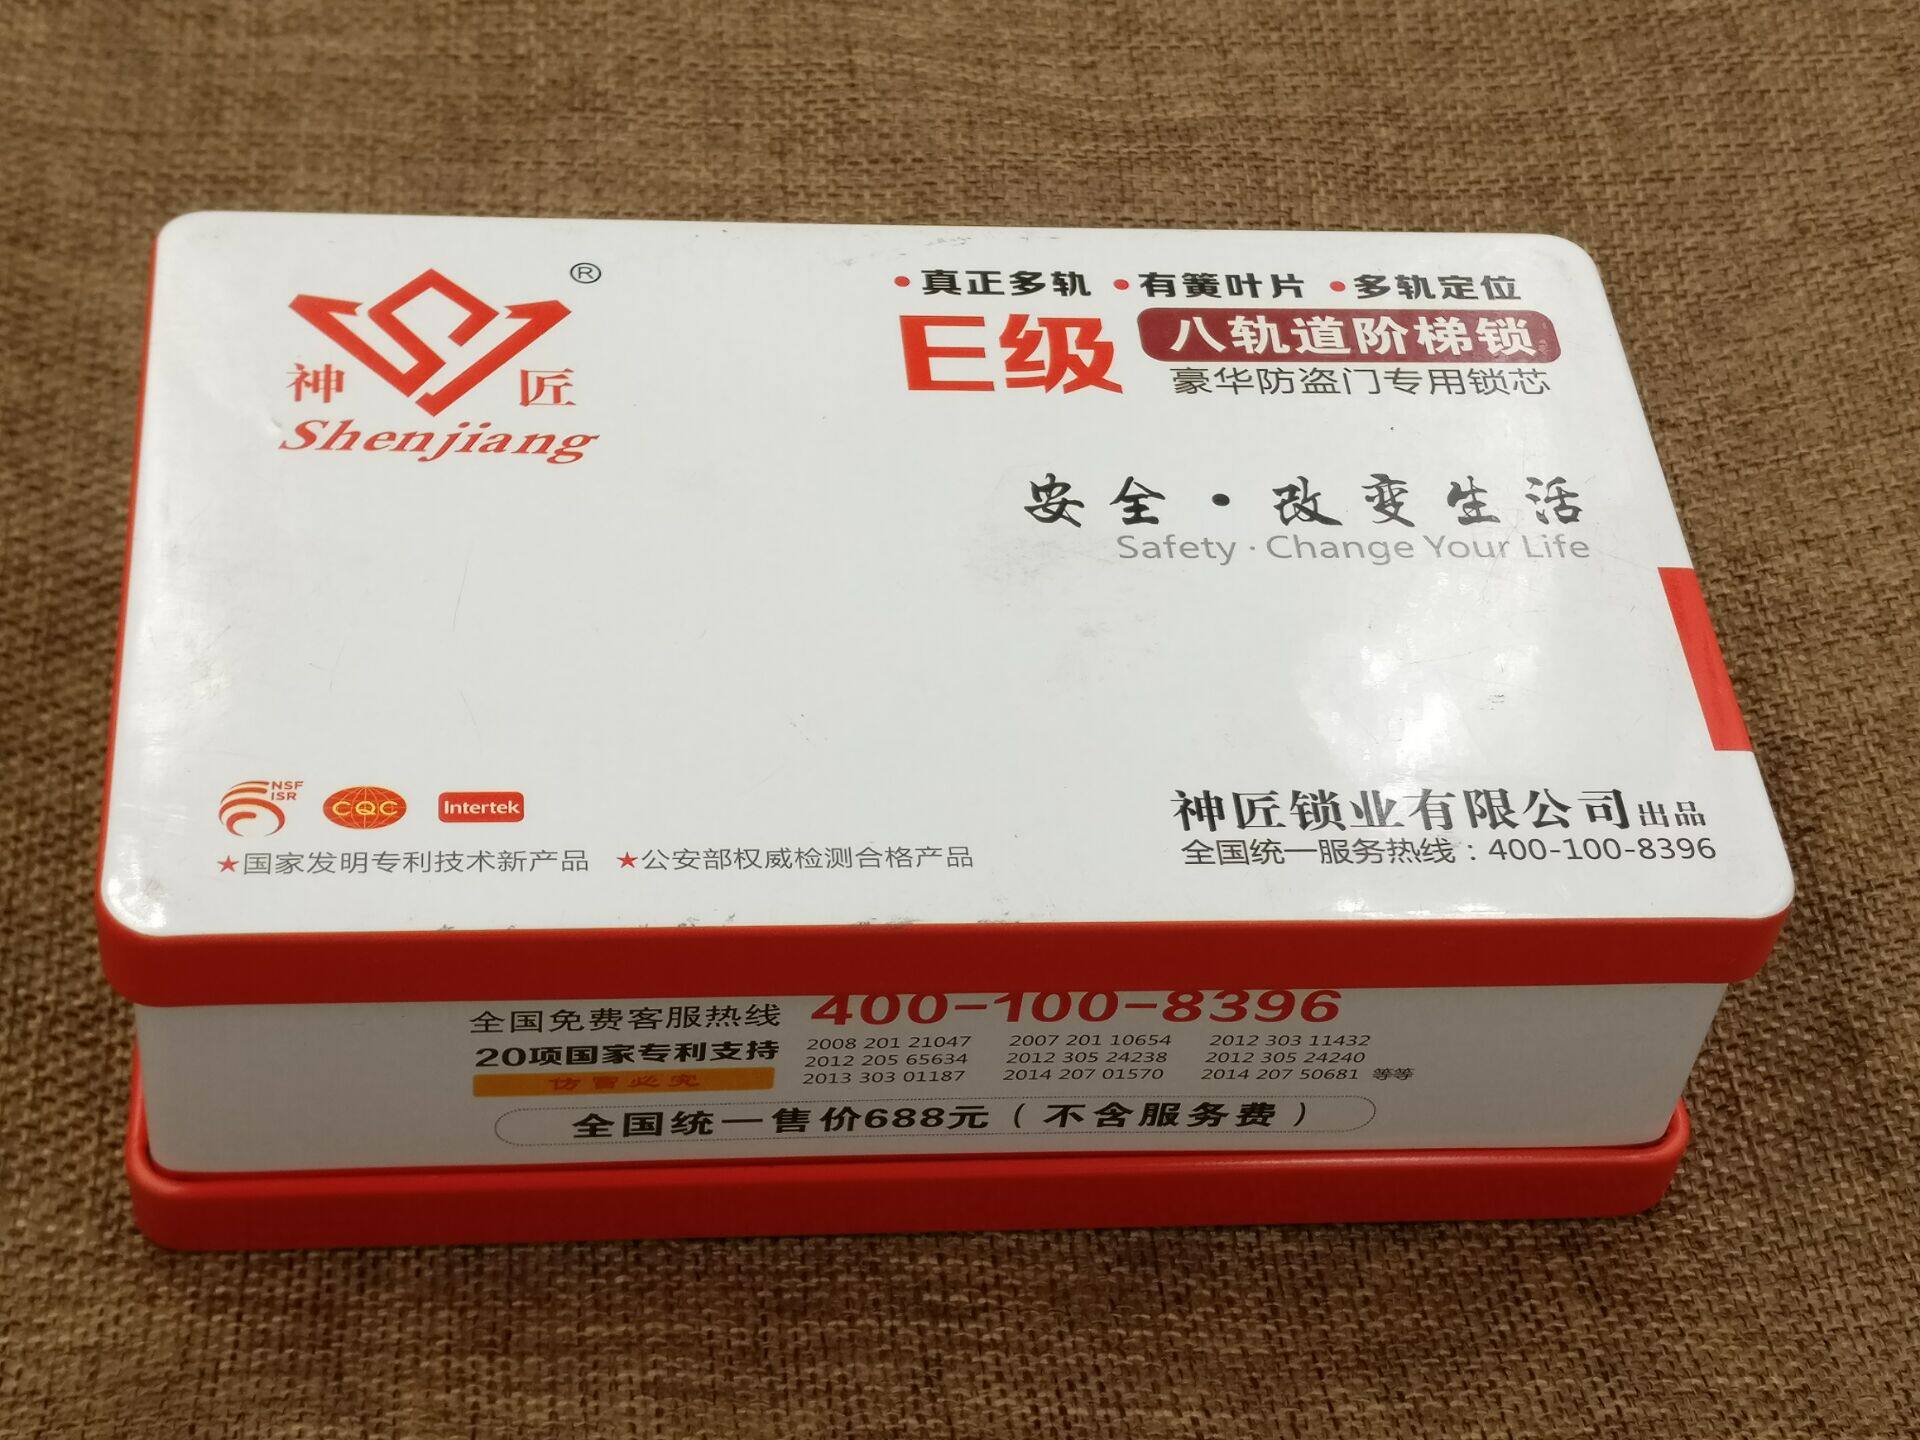 ®
神 匠
Shenjiang
•真正多轨 •有簧叶片 •多轨定位
E级 八轨道阶梯锁
豪华防盗门专用锁芯
安全·改变生活
Safety·Change Your Life
NSF
ISR
CQC
Intertek
★国家发明专利技术新产品 ★公安部权威检测合格产品
神匠锁业有限公司出品
全国统一服务热线：400-100-8396
全国免费客服热线 400-100-8396
20项国家专利支持
仿冒必究
2008 201 21047 2007 201 10654 2012 303 11432
2012 205 65634 2012 305 24238 2012 305 24240
2013 303 01187 2014 207 01570 2014 207 50681 等等
全国统一售价688元（不含服务费）